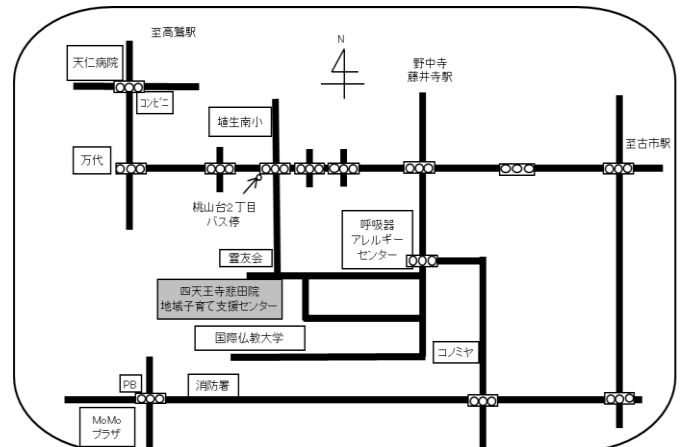 至高鷲駅
天仁病院
コンビニ
N
野中寺
藤井寺駅
埴生南小
万代
至古市駅
桃山台2丁目
バス停
呼吸器
アレルギー
センター
霊友会
四天王寺悲田院
地域子育て支援センター
国際仏教大学
コノミヤ
PB
消防署
MoMo
プラザ